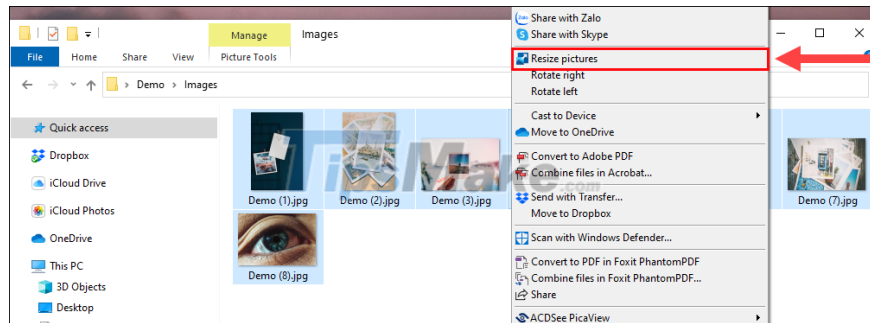 Manage
Images
File
Home
Share
View
Picture Tools
Demo
Images
Quick access
Dropbox
iCloud Drive
iCloud Photos
OneDrive
This PC
3D Objects
Desktop
Demo (1).jpg
Demo (2).jpg
Demo (3).jpg
Demo (7).jpg
Demo (8).jpg
Zalo
Share with Zalo
Share with Skype
Resize pictures
Rotate right
Rotate left
Cast to Device
Move to OneDrive
Convert to Adobe PDF
Combine files in Acrobat...
Send with Transfer...
Move to Dropbox
Scan with Windows Defender...
Convert to PDF in Foxit PhantomPDF
Combine files in Foxit PhantomPDF...
Share
ACDSee PicaView
TipsMake.com